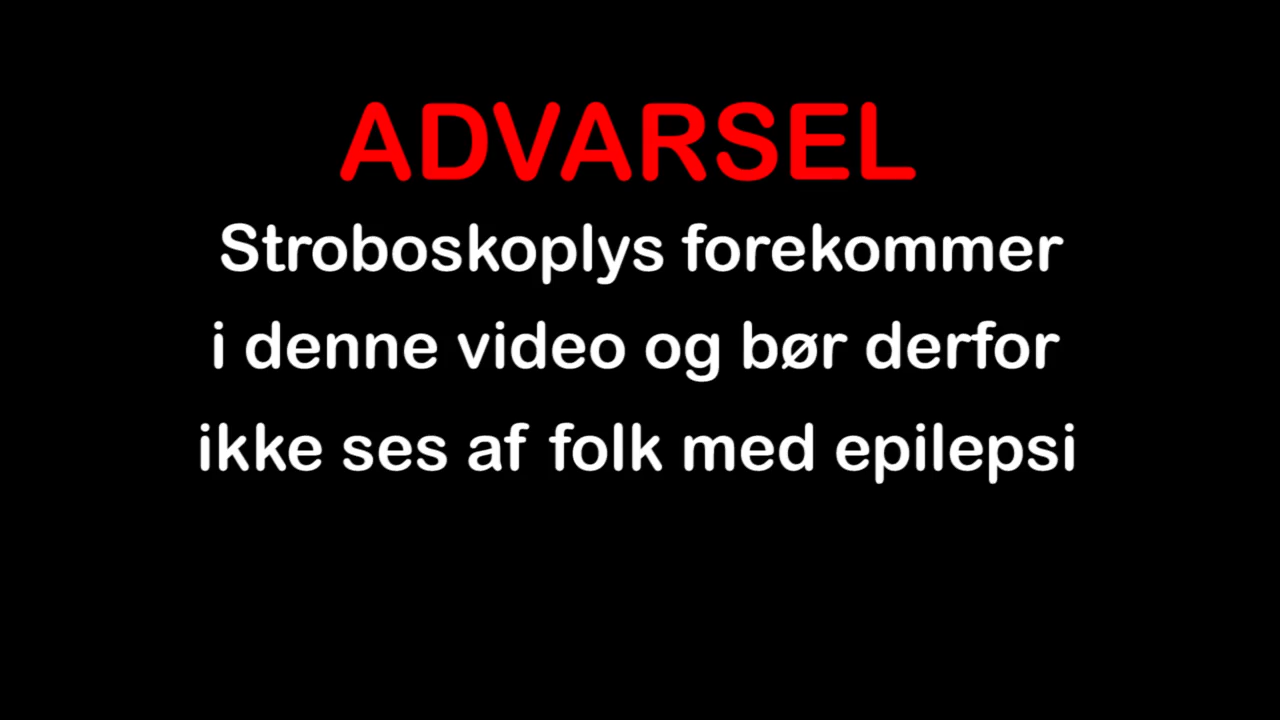 ADVARSEL
Stroboskoplys forekommer
i denne video og bør derfor
ikke ses af folk med epilepsi